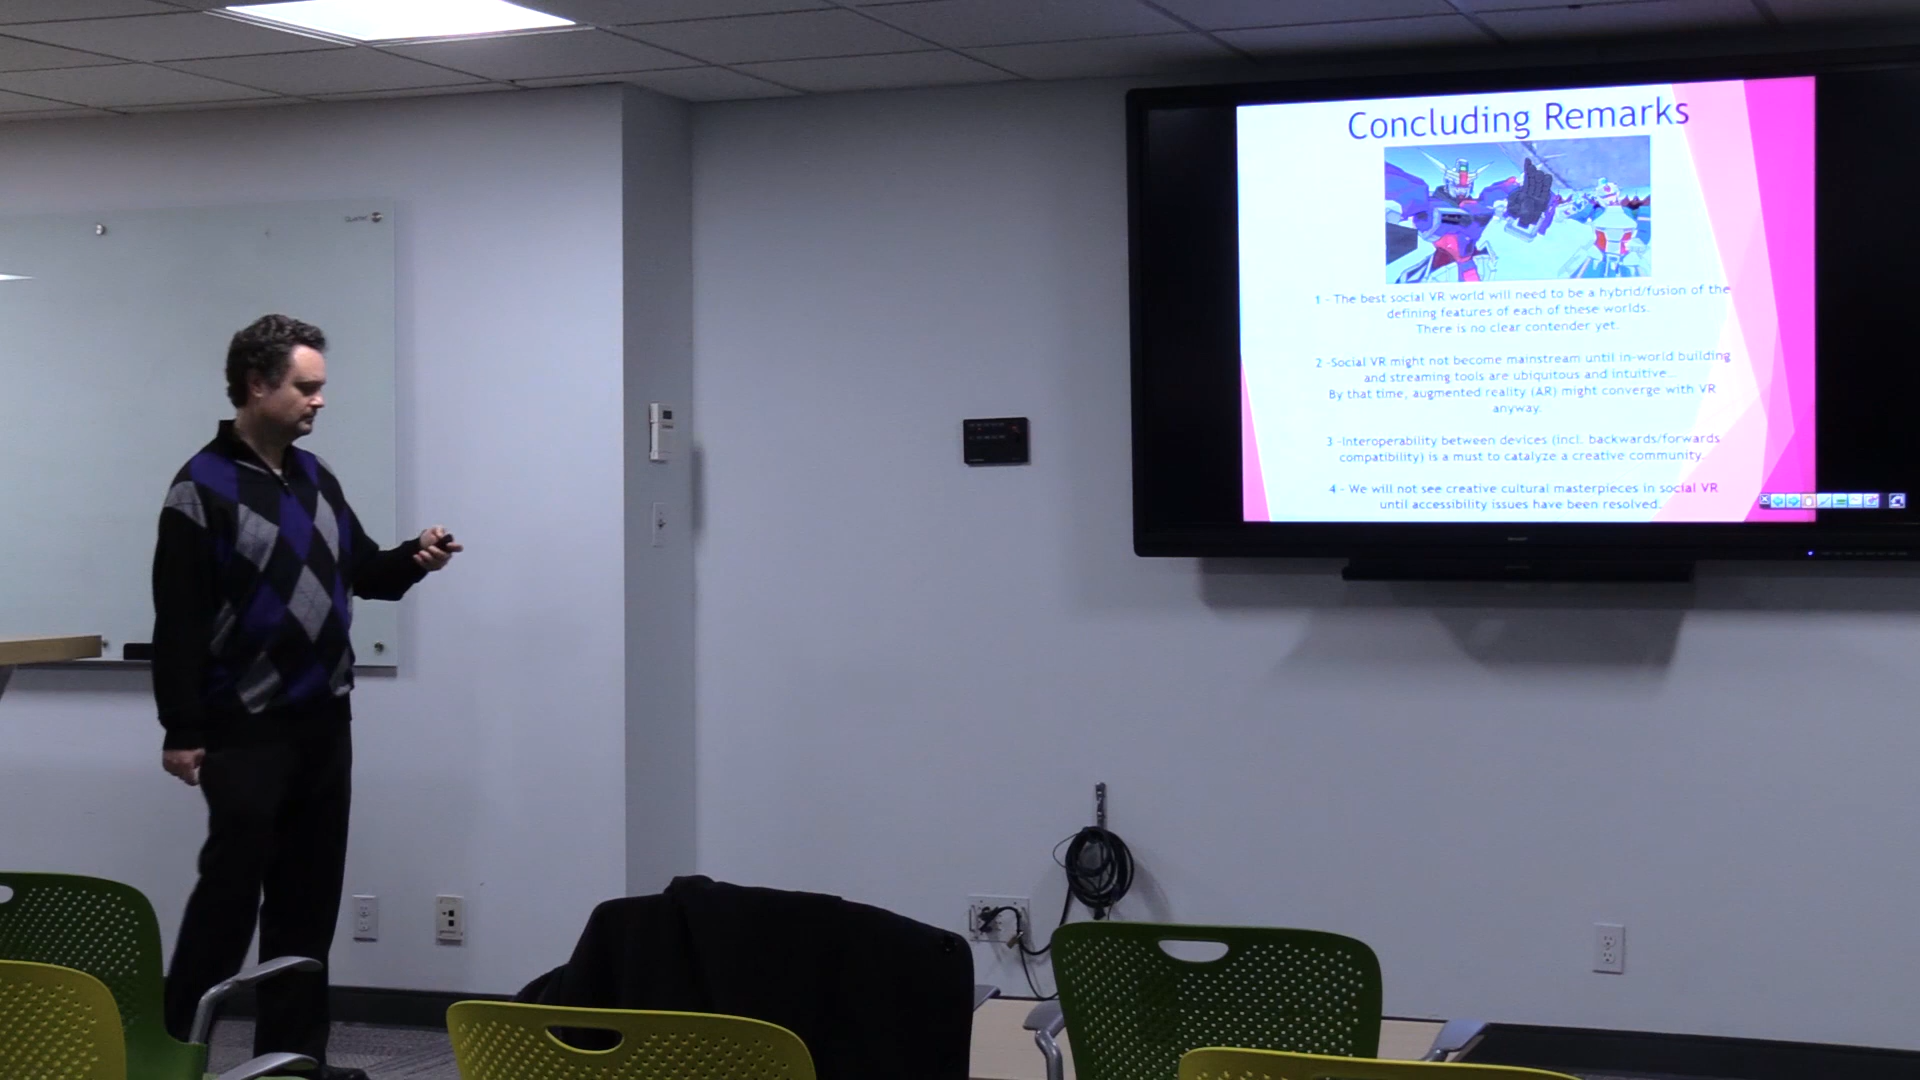 Concluding Remarks
1 - The best social VR world will need to be a hybrid/fusion of the
defining features of each of these worlds.
There is no clear contender yet.
2 -Social VR might not become mainstream until in-world building
and streaming tools are ubiquitous and intuitive...
By that time, augmented reality (AR) might converge with VR
anyway.
3 -Interoperability between devices (incl. backwards/forwards
compatibility) is a must to catalyze a creative community.
4 - We will not see creative cultural masterpieces in social VR
until accessibility issues have been resolved.